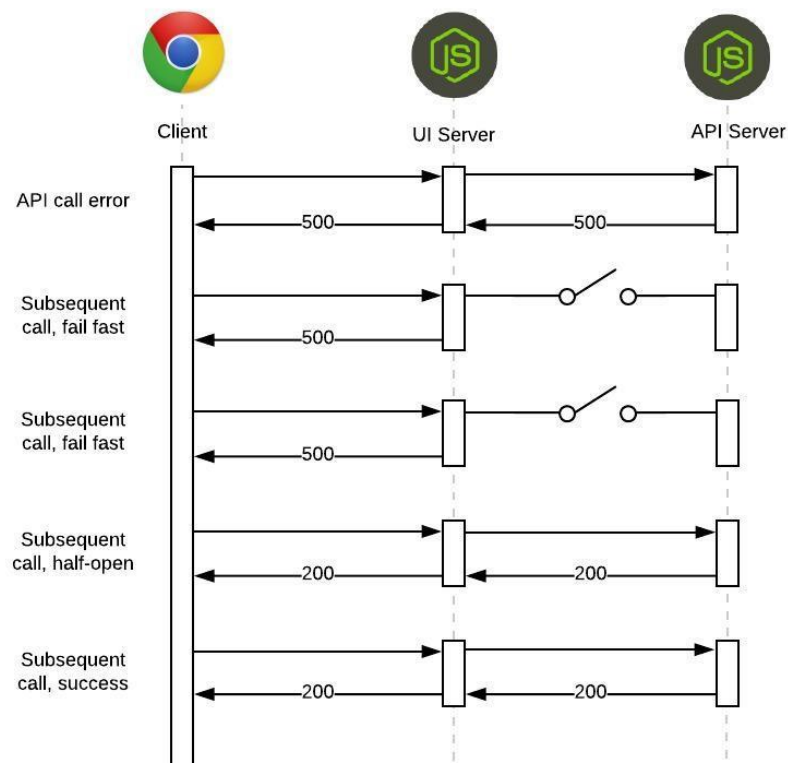 JS
JS
Client
UI Server
API Server
API call error
500
500
Subsequent
call, fail fast
500
Subsequent
call, fail fast
500
Subsequent
call, half-open
200
200
Subsequent
call, success
200
200